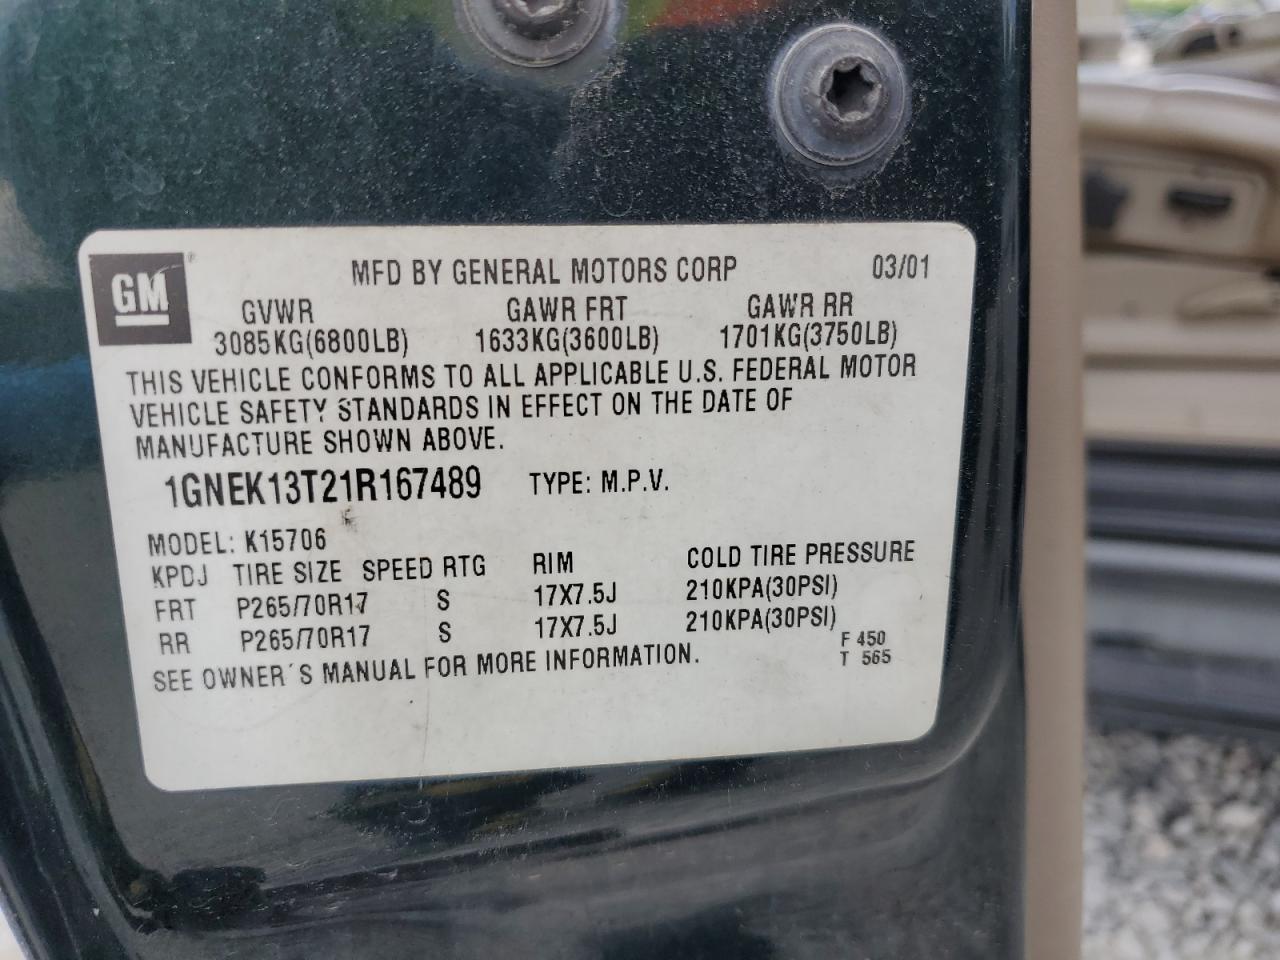 GM
MFD BY GENERAL MOTORS CORP 03/01
GVWR GAWR FRT GAWR RR
3085KG(6800LB) 1633KG(3600LB) 1701KG(3750LB)
THIS VEHICLE CONFORMS TO ALL APPLICABLE U.S. FEDERAL MOTOR
VEHICLE SAFETY STANDARDS IN EFFECT ON THE DATE OF
MANUFACTURE SHOWN ABOVE.
1GNEK13T21R167489 TYPE: M.P.V.
MODEL: K15706
KPDJ TIRE SIZE SPEED RTG RIM COLD TIRE PRESSURE
FRT P265/70R17 S 17X7.5J 210KPA(30PSI)
RR P265/70R17 S 17X7.5J 210KPA(30PSI)
SEE OWNER´S MANUAL FOR MORE INFORMATION.
F 450
T 565